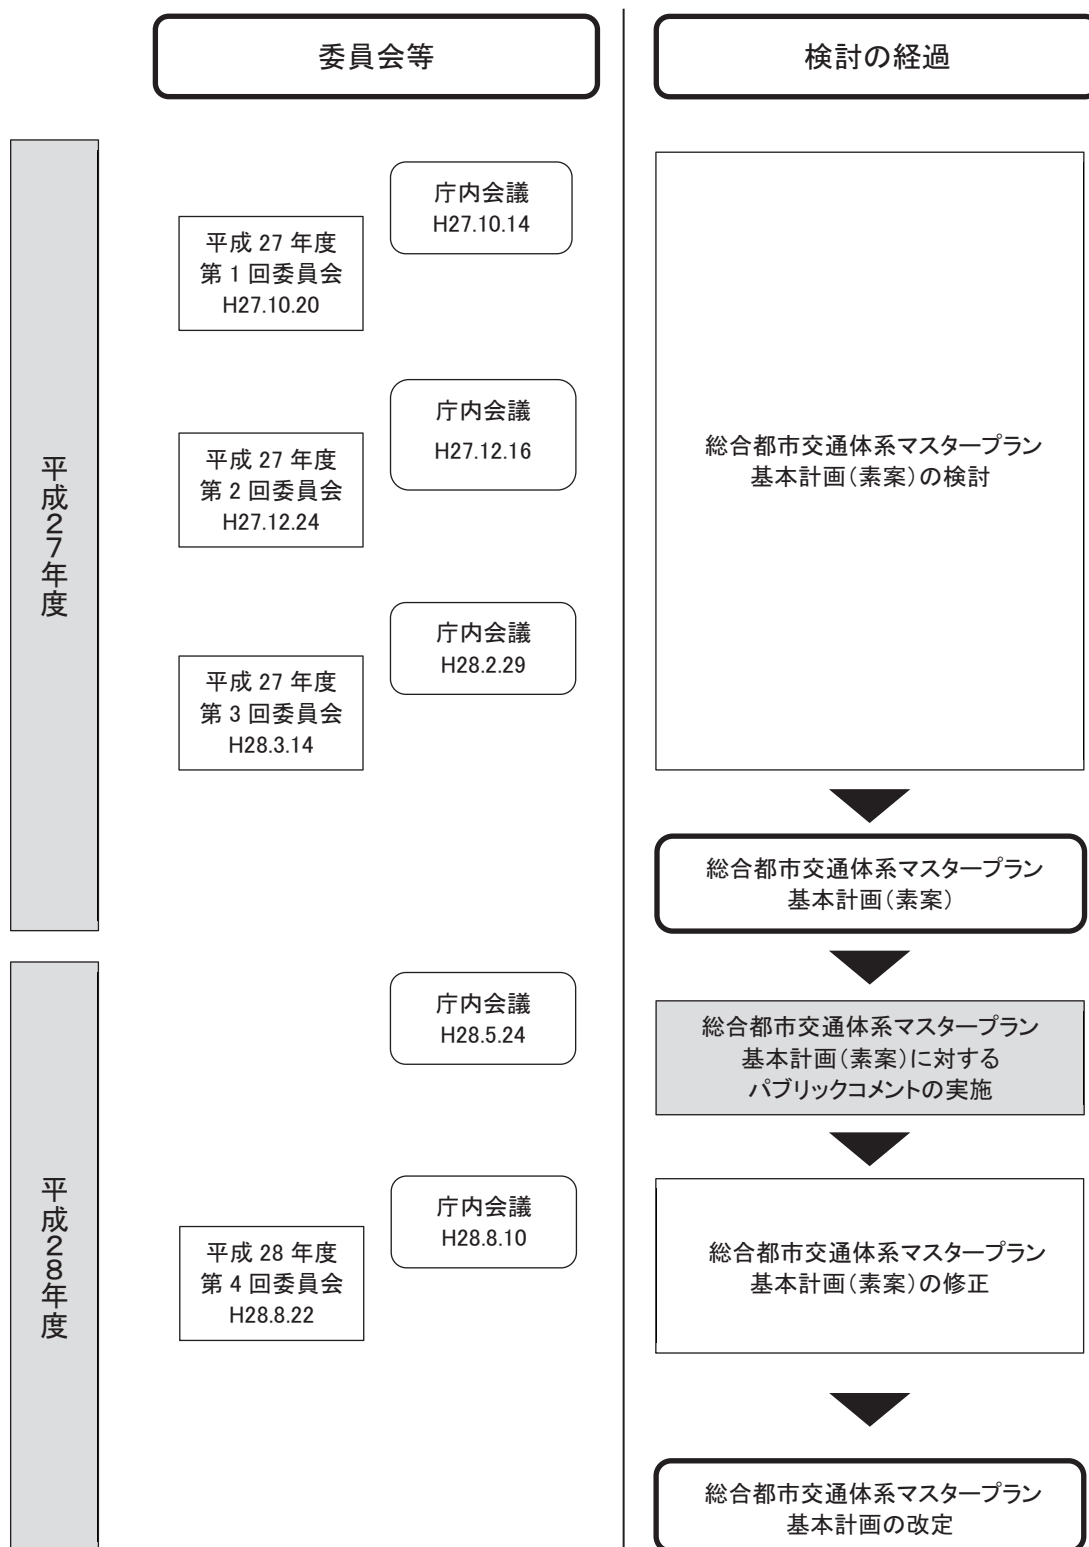 委員会等
検討の経過
平成27年度
庁内会議
H27.10.14
平成 27 年度
第 1 回委員会
H27.10.20
庁内会議
H27.12.16
平成 27 年度
第 2 回委員会
H27.12.24
庁内会議
H28.2.29
平成 27 年度
第 3 回委員会
H28.3.14
総合都市交通体系マスタープラン
基本計画(素案)の検討
総合都市交通体系マスタープラン
基本計画(素案)
平成28年度
庁内会議
H28.5.24
総合都市交通体系マスタープラン
基本計画(素案)に対する
パブリックコメントの実施
庁内会議
H28.8.10
平成 28 年度
第 4 回委員会
H28.8.22
総合都市交通体系マスタープラン
基本計画(素案)の修正
総合都市交通体系マスタープラン
基本計画の改定